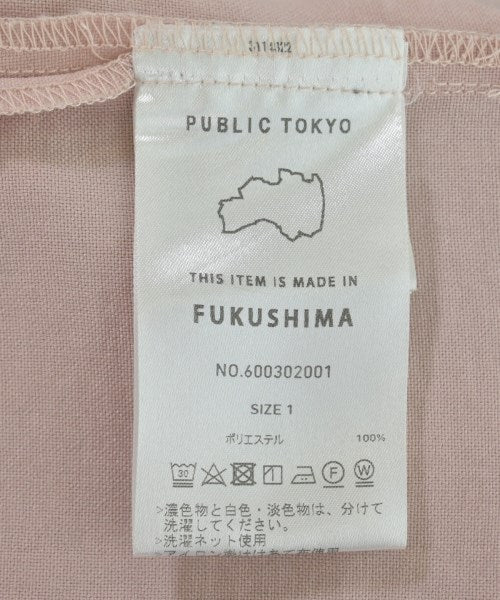 PUBLIC TOKYO
THIS ITEM IS MADE IN
FUKUSHIMA
NO.600302001
SIZE 1
ポリエステル 100%
30 F W
>濃色物と白色・淡色物は、分けて
洗濯してください。
>洗濯ネット使用